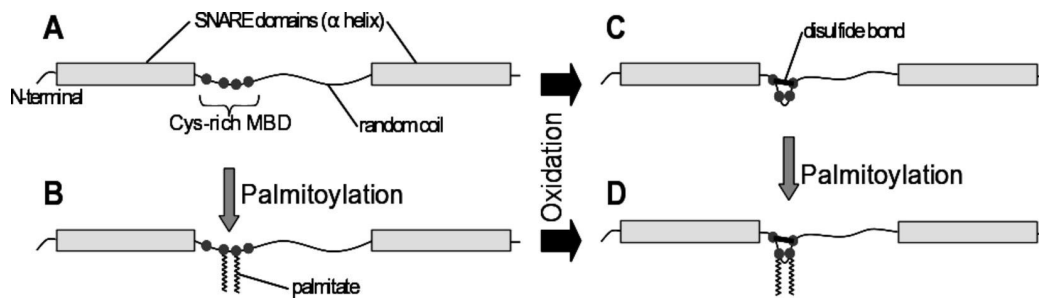 A
SNARE domains (α helix)
N-terminal
Cys-rich MBD
random coil
B
Palmitoylation
palmitate
Oxidation
C
disulfide bond
Palmitoylation
D